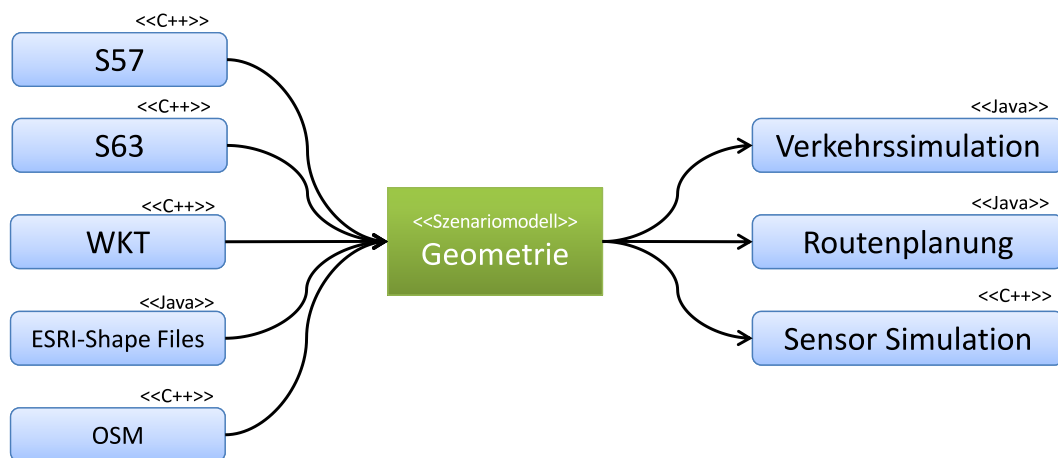 <<C++>>
S57
<<C++>>
S63
<<C++>>
WKT
<<Java>>
ESRI-Shape Files
<<C++>>
OSM
<<Szenariomodell>>
Geometrie
<<Java>>
Verkehrssimulation
<<Java>>
Routenplanung
<<C++>>
Sensor Simulation